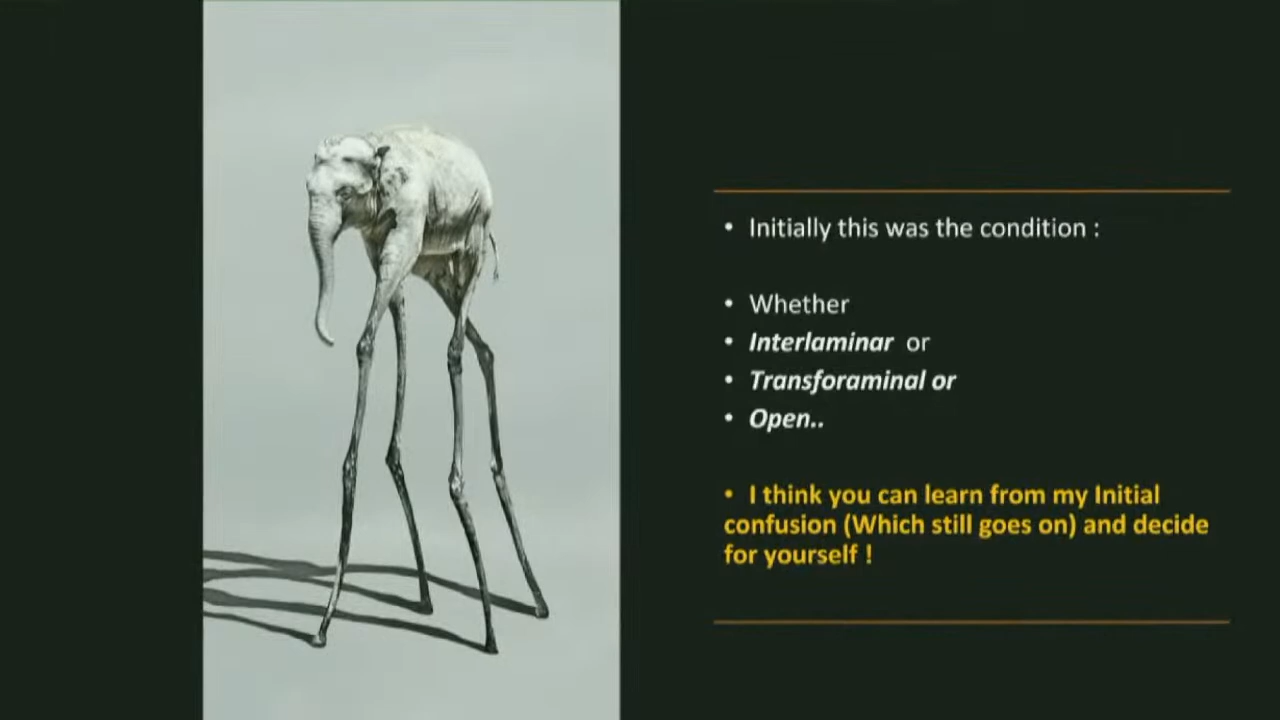 • Initially this was the condition :
• Whether
• Interlaminar or
• Transforaminal or
• Open..
• I think you can learn from my Initial
confusion (Which still goes on) and decide
for yourself !